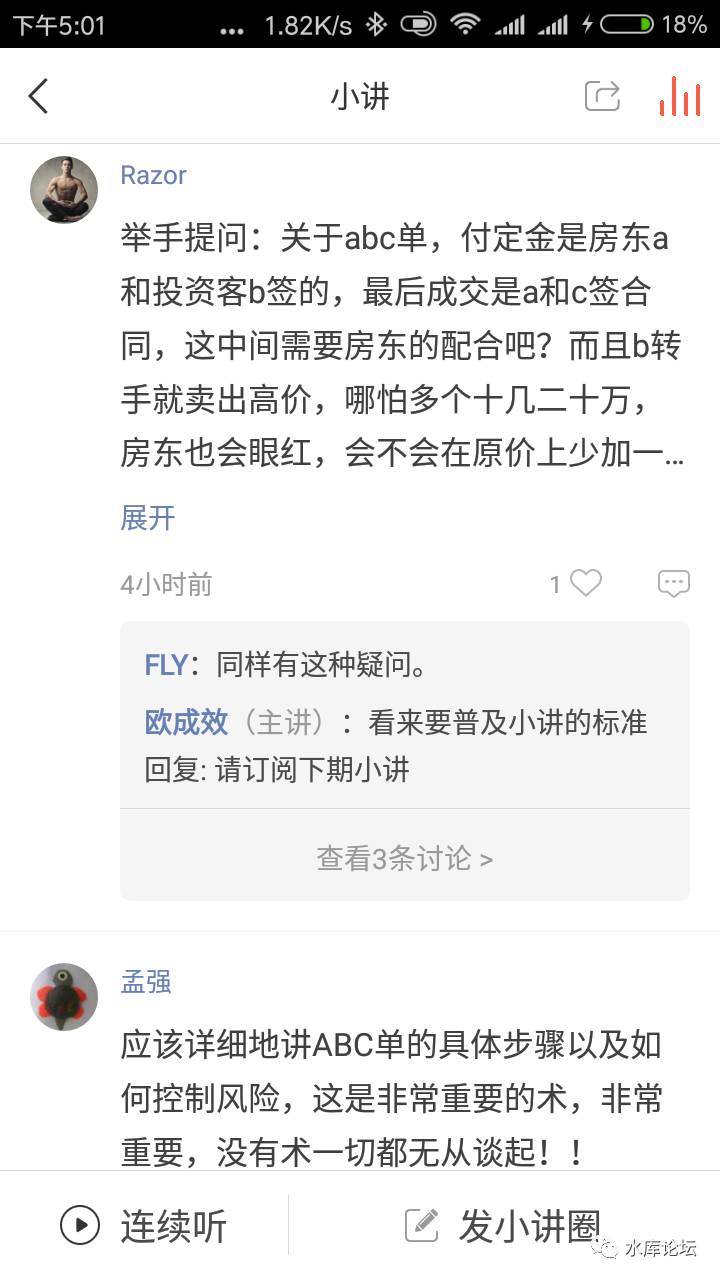 下午5:01 ... 1.82K/s 18%
小讲
Razor
举手提问：关于abc单，付定金是房东a
和投资客b签的，最后成交是a和c签合
同，这中间需要房东的配合吧？而且b转
手就卖出高价，哪怕多个十几二十万，
房东也会眼红，会不会在原价上少加一...
展开
4小时前 1
FLY：同样有这种疑问。
欧成效（主讲）：看来要普及小讲的标准
回复: 请订阅下期小讲
查看3条讨论 >
孟强
应该详细地讲ABC单的具体步骤以及如
何控制风险，这是非常重要的术，非常
重要，没有术一切都无从谈起！！
连续听 发小讲圈
水库论坛